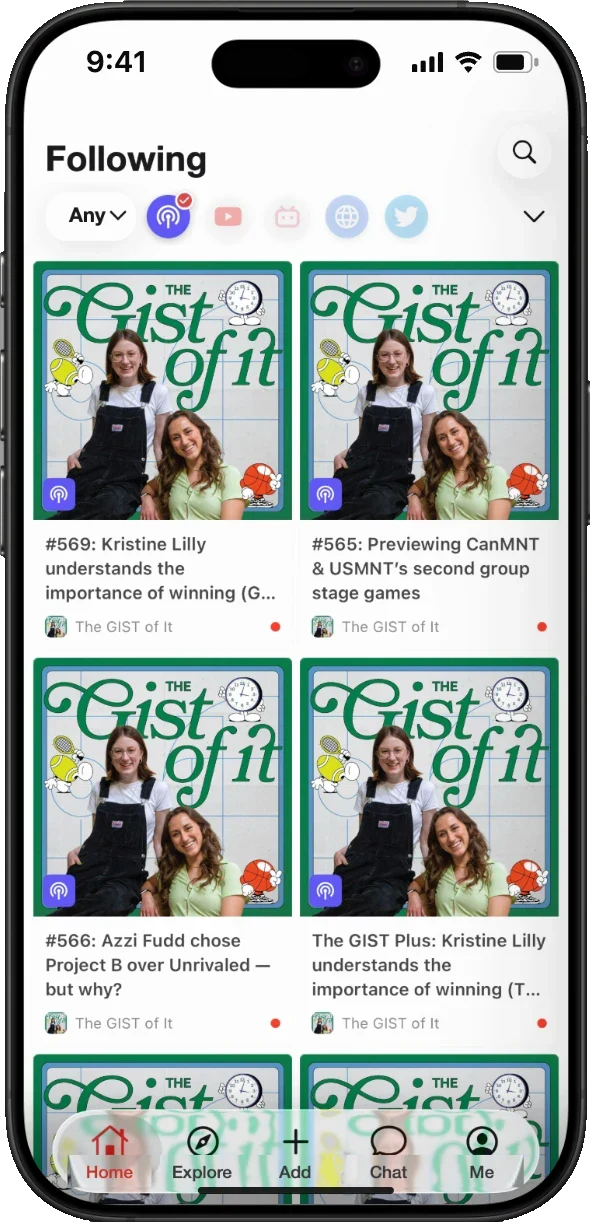 9:41
Following
Any
THE
Gist
of it
THE
Gist
of it
#569: Kristine Lilly
understands the
importance of winning (G...
The GIST of It
#565: Previewing CanMNT
& USMNT's second group
stage games
The GIST of It
THE
Gist
of it
THE
Gist
of it
#566: Azzi Fudd chose
Project B over Unrivaled —
but why?
The GIST of It
The GIST Plus: Kristine Lilly
understands the
importance of winning (T...
The GIST of It
THE
Gist
THE
Gist
Home
Explore
Add
Chat
Me